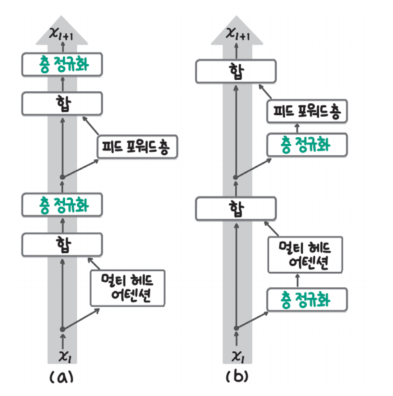 x_{l+1}
층 정규화
합
피드 포워드 층
층 정규화
합
멀티 헤드
어텐션
x_l
(a)
x_{l+1}
합
피드 포워드 층
층 정규화
합
멀티 헤드
어텐션
층 정규화
x_l
(b)